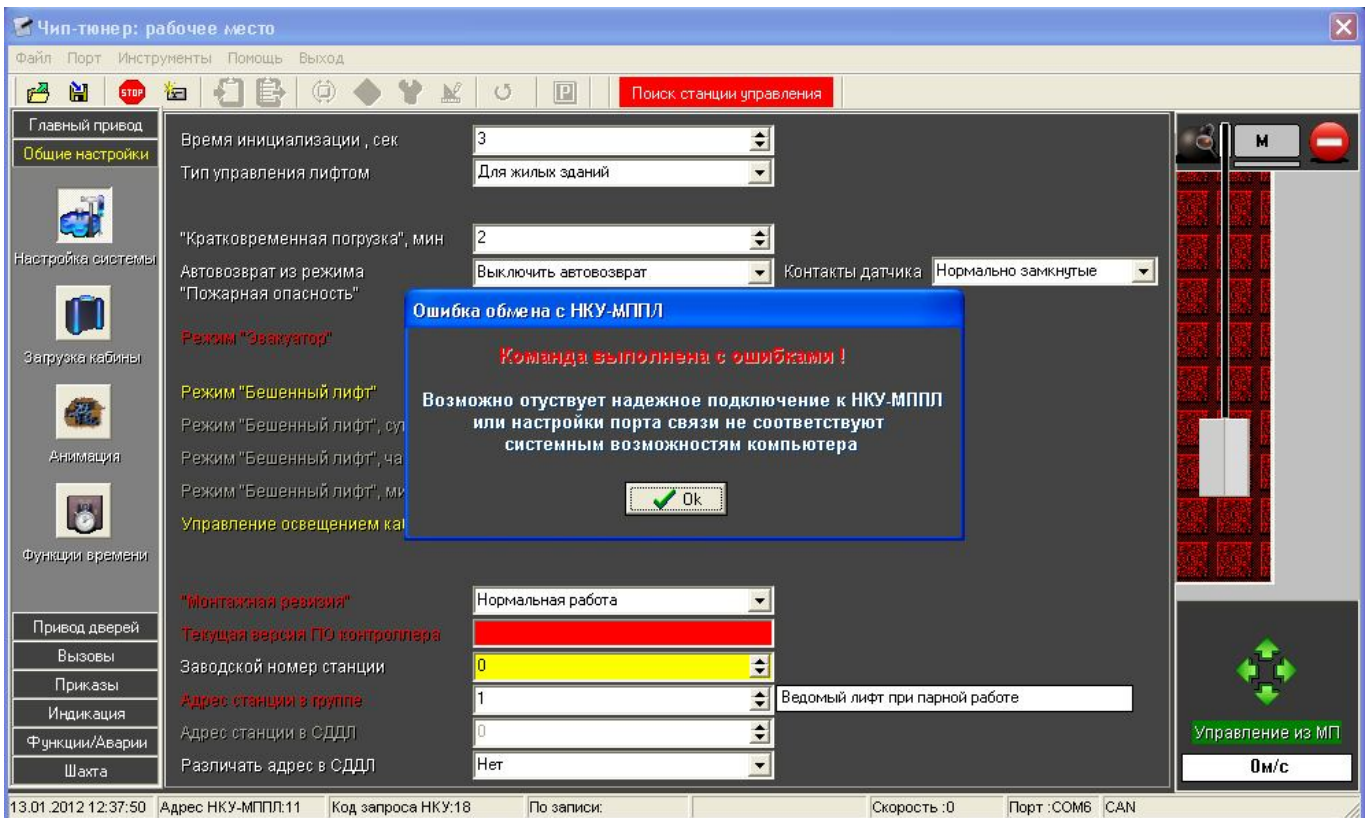 Чип-тюнер: рабочее место
Файл Порт Инструменты Помощь Выход
STOP
P
Поиск станции управления
Главный привод
Общие настройки
Настройка системы
Загрузка кабины
Анимация
Функции времени
Привод дверей
Вызовы
Приказы
Индикация
Функции/Аварии
Шахта
Время инициализации , сек
3
Тип управления лифтом
Для жилых зданий
"Кратковременная погрузка", мин
2
Автовозврат из режима
"Пожарная опасность"
Выключить автовозврат
Контакты датчика
Нормально замкнутые
Режим "Эвакуатор"
Режим "Бешенный лифт"
Режим "Бешенный лифт", сут
Режим "Бешенный лифт", ча
Режим "Бешенный лифт", ми
Управление освещением
Ошибка обмена с НКУ-МППЛ
Команда выполнена с ошибками !
Возможно отуствует надежное подключение к НКУ-МППЛ
или настройки порта связи не соответствуют
системным возможностям компьютера
Ok
"Монтажная ревизия"
Нормальная работа
Текущая версия ПО контроллера
Заводской номер станции
0
Адрес станции в группе
1
Ведомый лифт при парной работе
Адрес станции в СДДЛ
0
Различать адрес в СДДЛ
Нет
М
Управление из МП
0м/с
13.01.2012 12:37:50 Адрес НКУ-МППЛ:11 Код запроса НКУ:18 По записи: Скорость :0 Порт :COM6 CAN